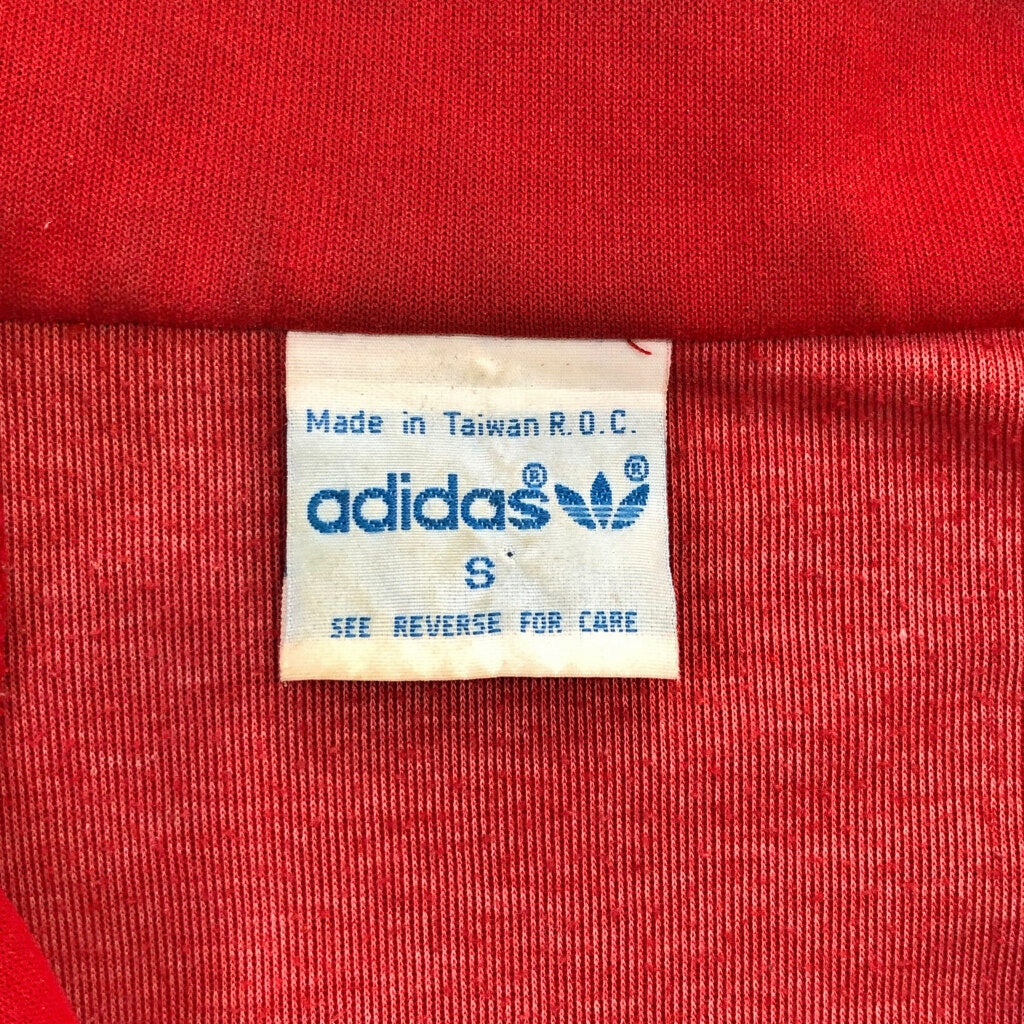 Made in Taiwan R.O.C.
adidas® ®
S
SEE REVERSE FOR CARE